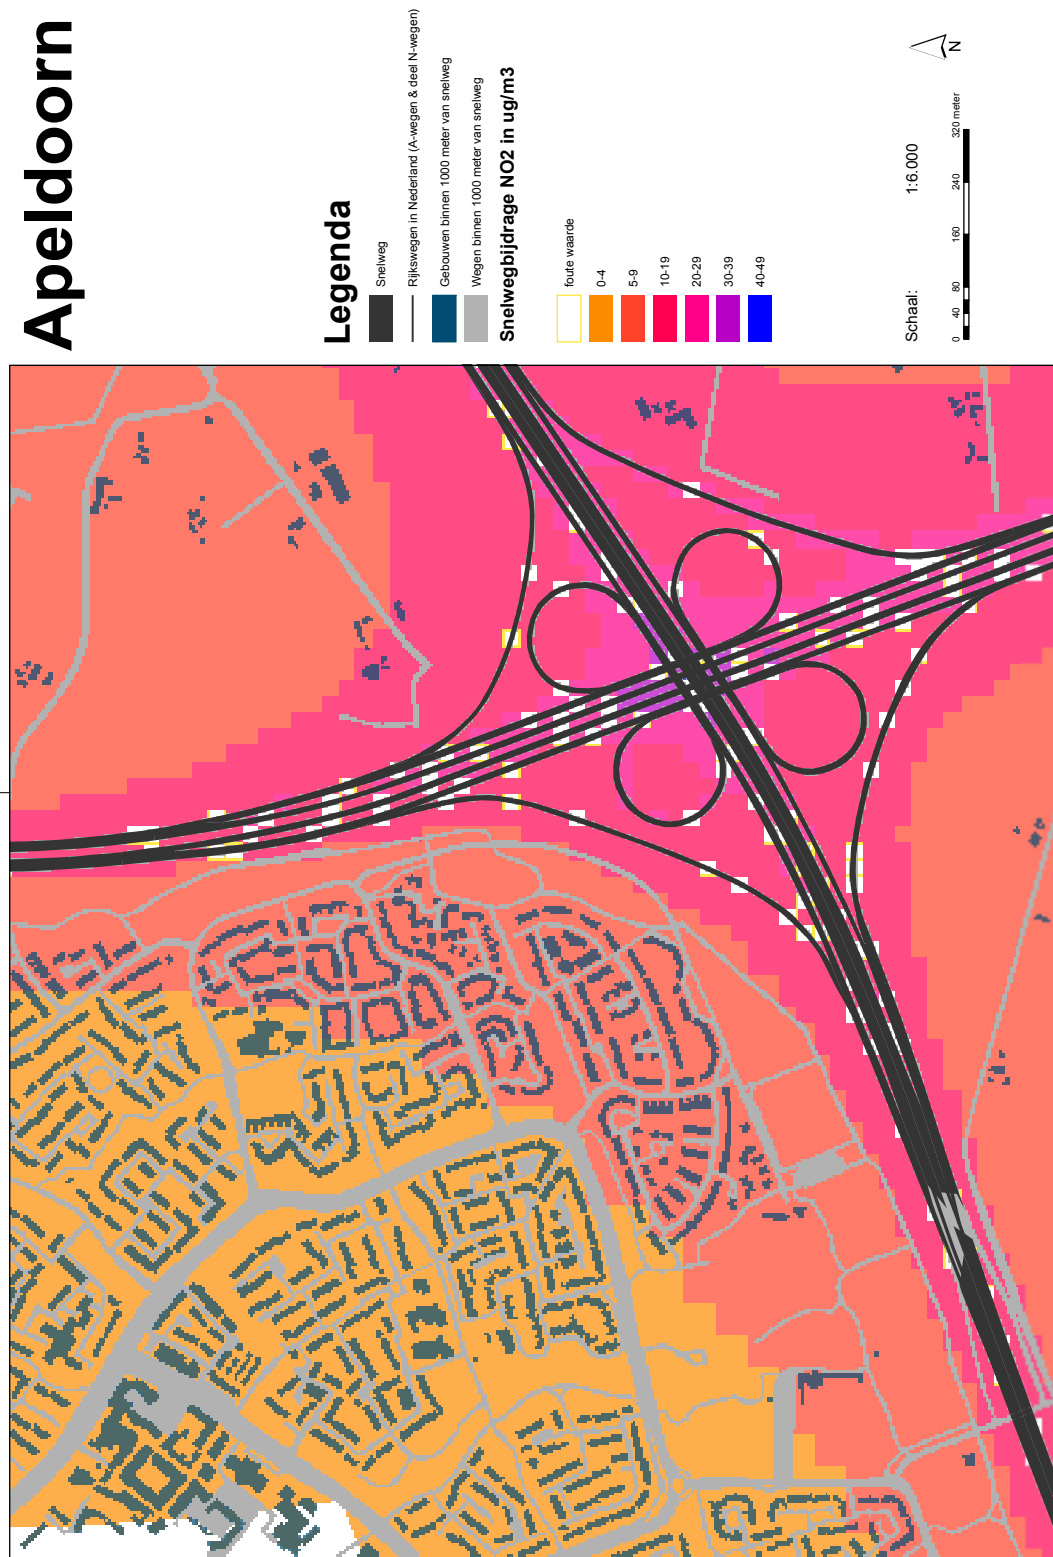 Apeldoorn
Legenda
Snelweg
Rijkswegen in Nederland (A-wegen & deel N-wegen)
Gebouwen binnen 1000 meter van snelweg
Wegen binnen 1000 meter van snelweg
Snelwegbijdrage NO2 in ug/m3
foute waarde
0-4
5-9
10-19
20-29
30-39
40-49
Schaal:
1:6.000
0 40 80 160 240 320 meter
N